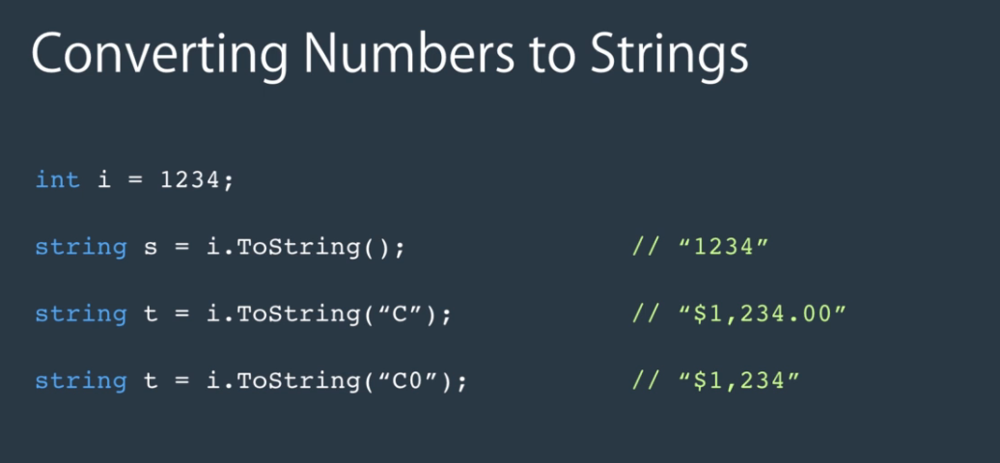 Converting Numbers to Strings
int i = 1234;
string s = i.ToString(); // “1234”
string t = i.ToString(“C”); // “$1,234.00”
string t = i.ToString(“C0”); // “$1,234”